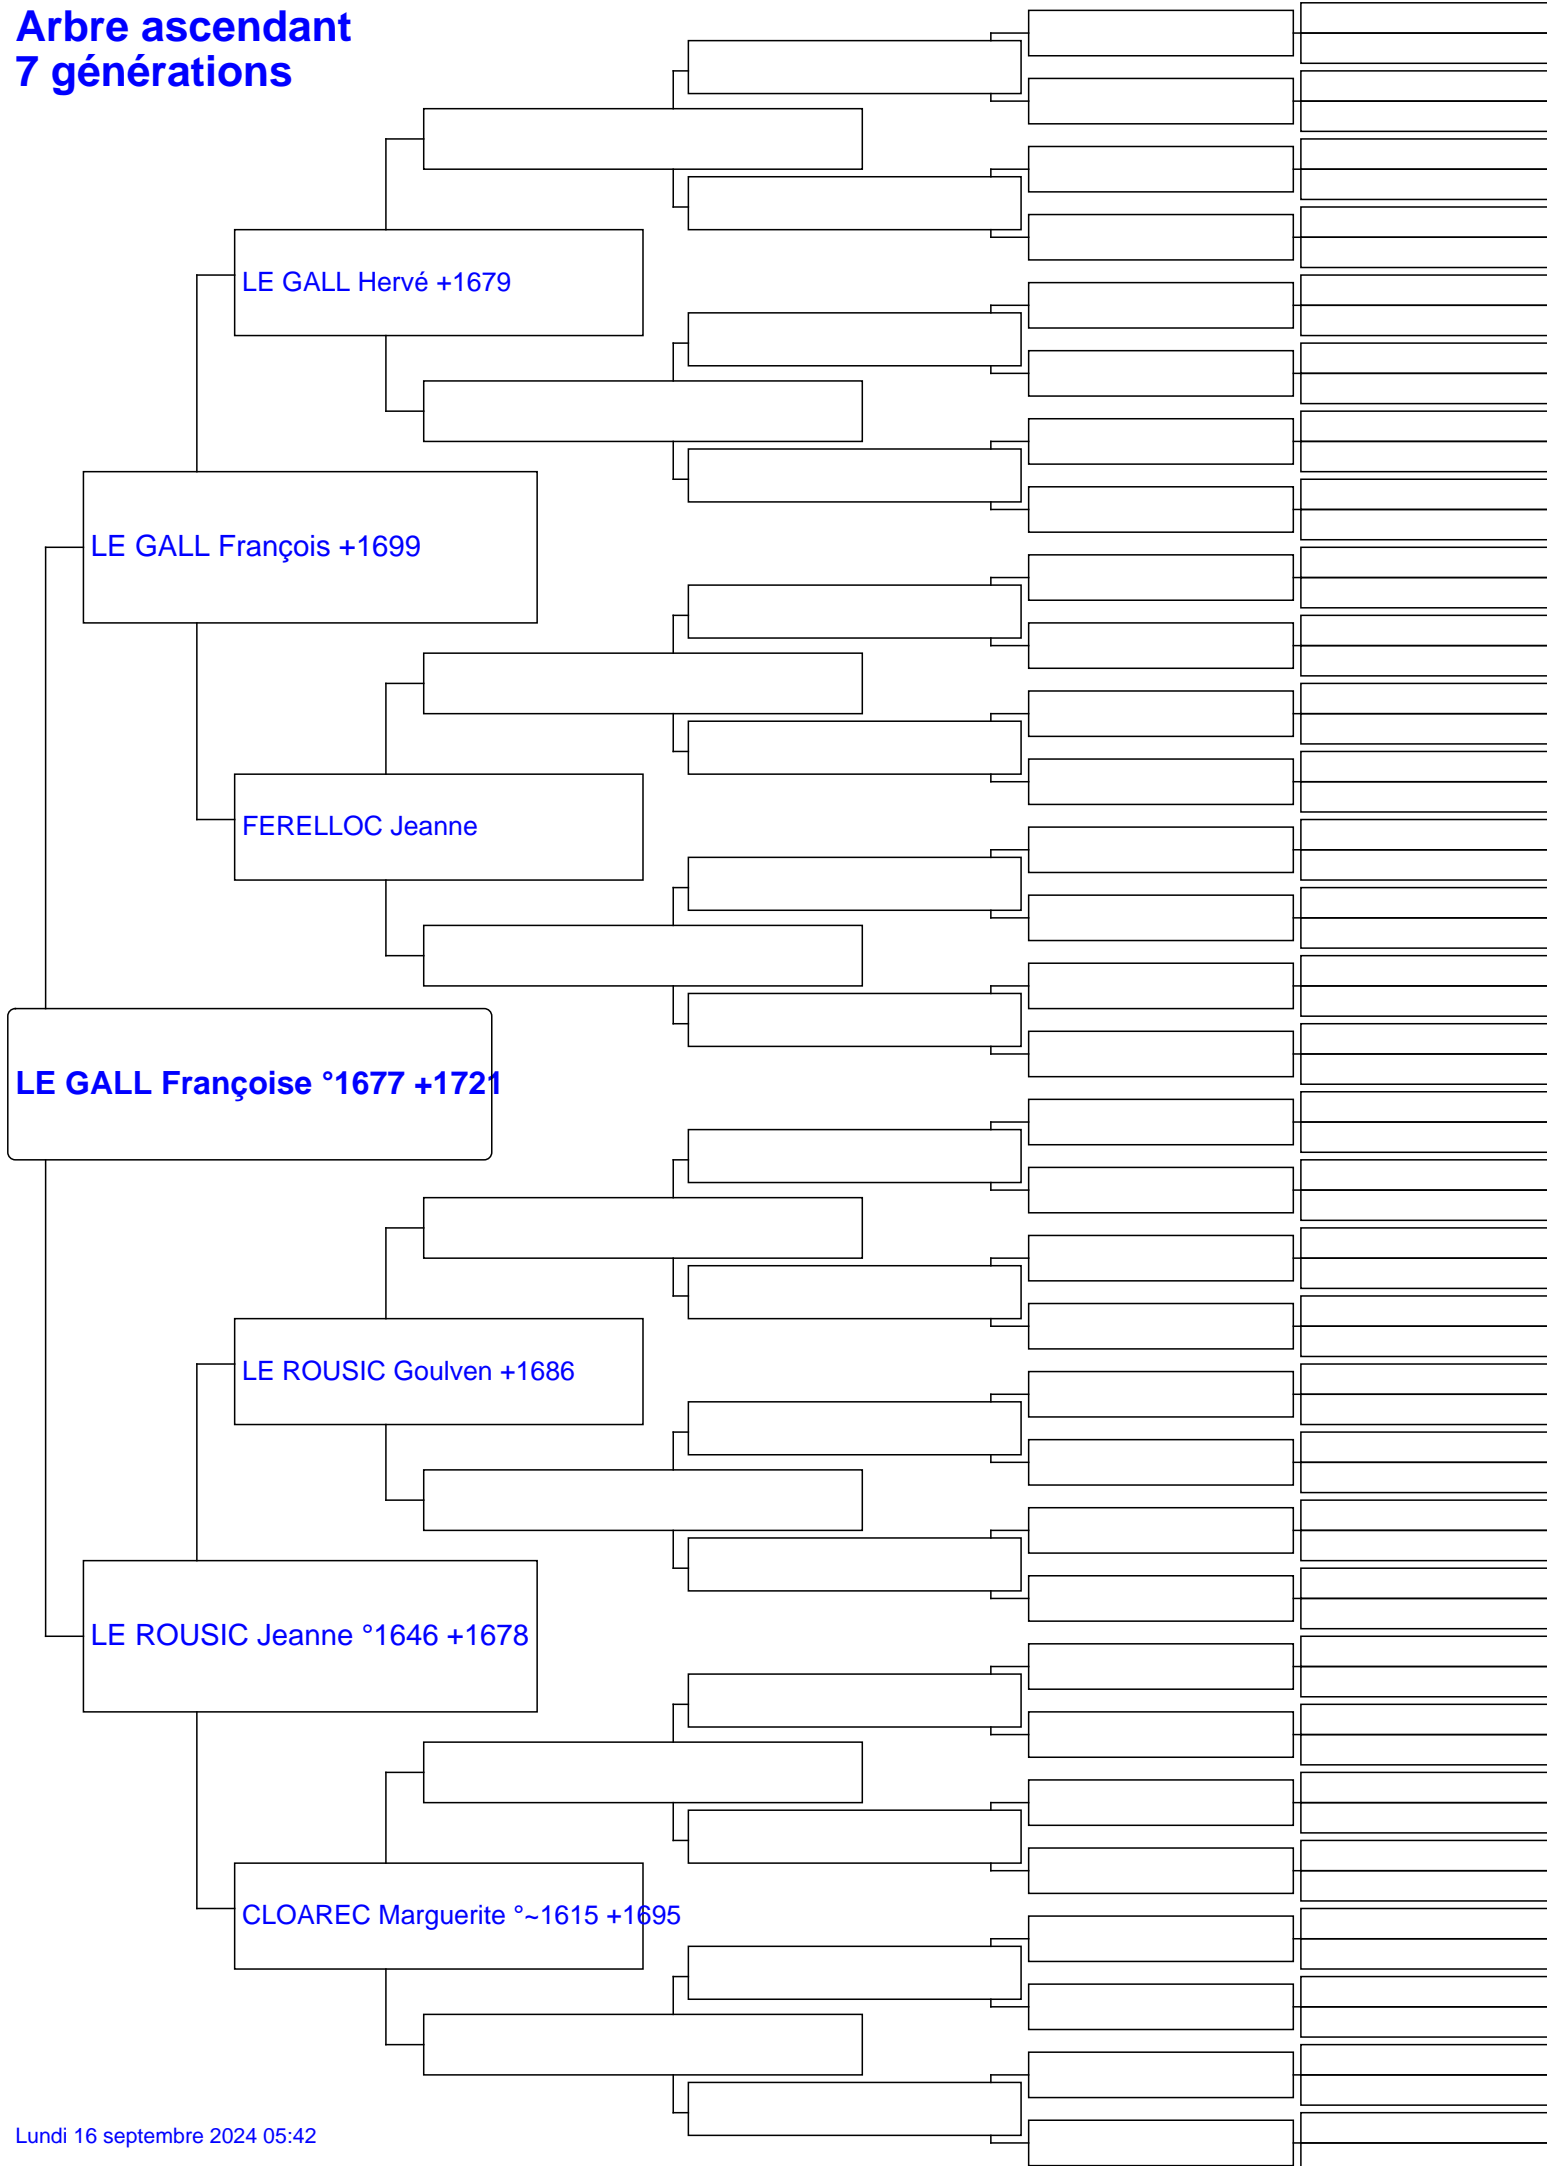 Arbre ascendant
7 générations
LE GALL Hervé +1679
LE GALL François +1699
FERELLOC Jeanne
LE GALL Françoise °1677 +1721
LE ROUSIC Goulven +1686
LE ROUSIC Jeanne °1646 +1678
CLOAREC Marguerite °~1615 +1695
Lundi 16 septembre 2024 05:42